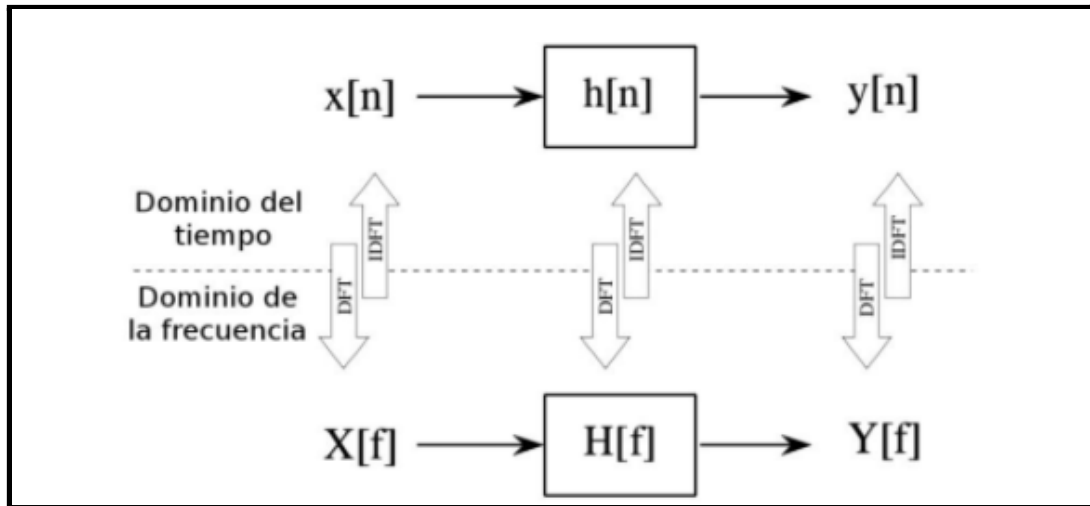 x[n]
h[n]
y[n]
Dominio del
tiempo
IDFT
IDFT
IDFT
DFT
DFT
DFT
Dominio de
la frecuencia
X[f]
H[f]
Y[f]